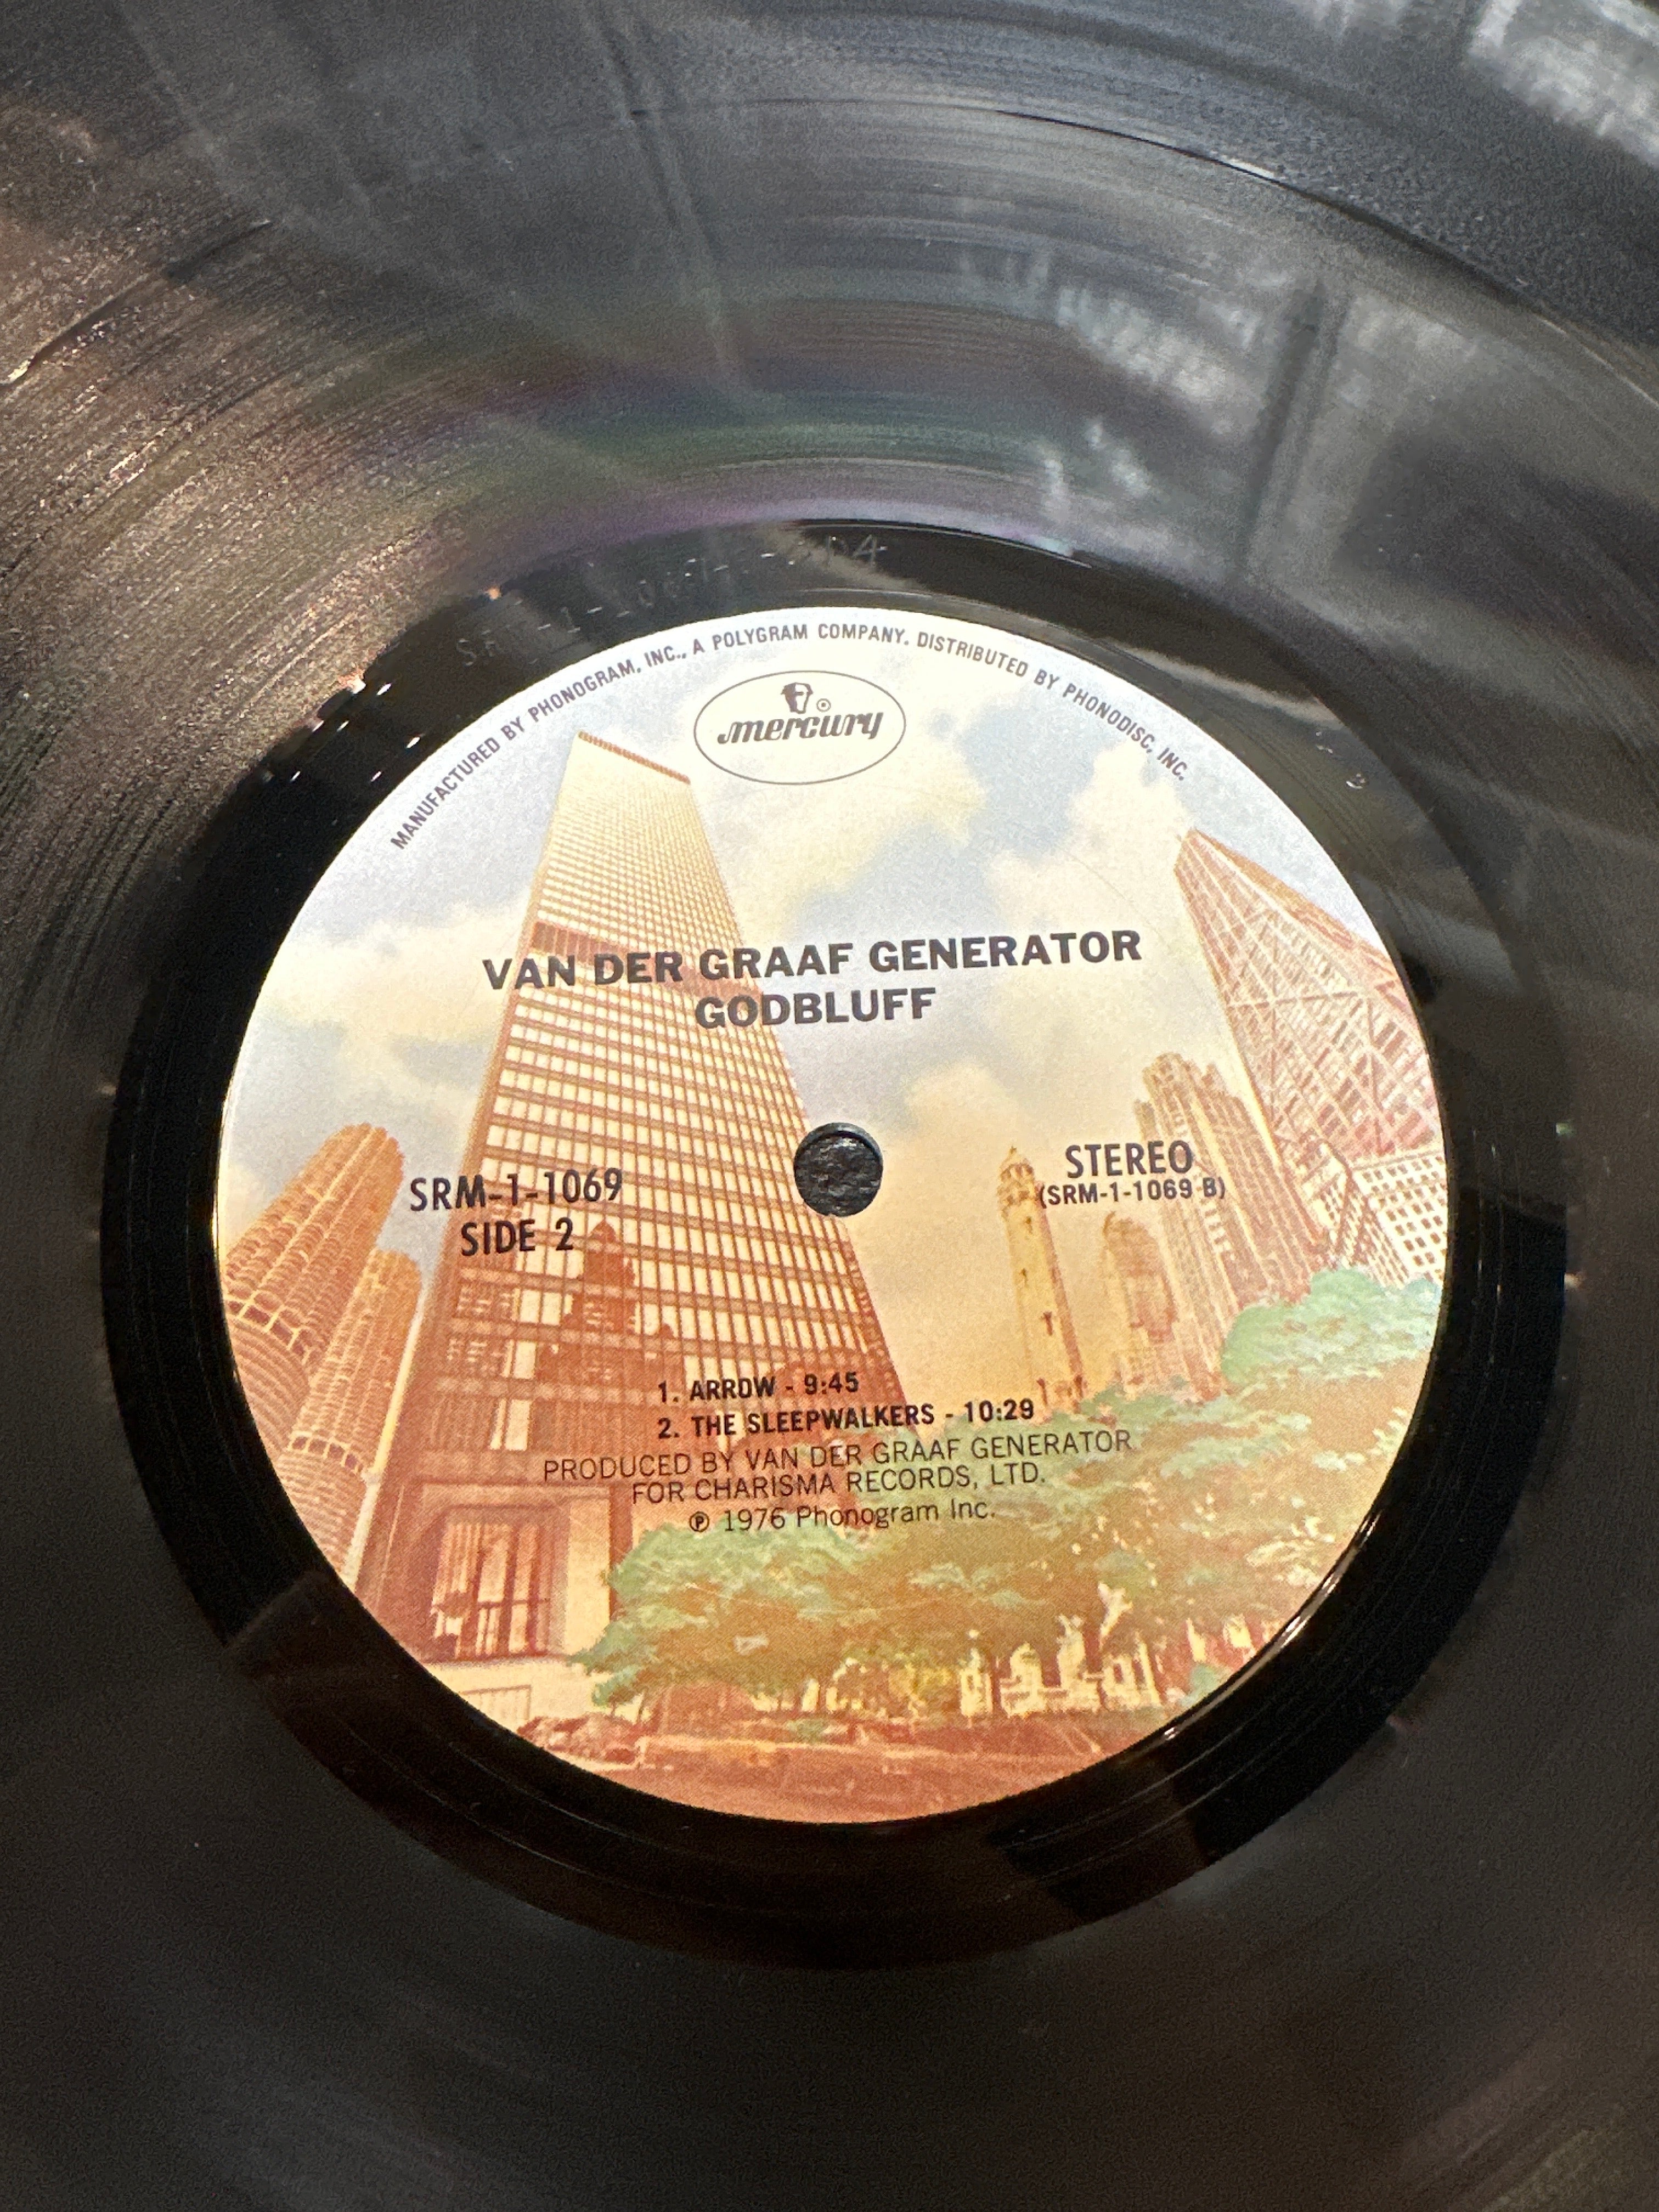 MANUFACTURED BY PHONOGRAM, INC., A POLYGRAM COMPANY. DISTRIBUTED BY PHONODISC, INC.
mercury
VAN DER GRAAF GENERATOR
GODBLUFF
SRM-1-1069
SIDE 2
STEREO
(SRM-1-1069 B)
1. ARROW - 9:45
2. THE SLEEPWALKERS - 10:29
PRODUCED BY VAN DER GRAAF GENERATOR
FOR CHARISMA RECORDS, LTD.
℗ 1976 Phonogram Inc.